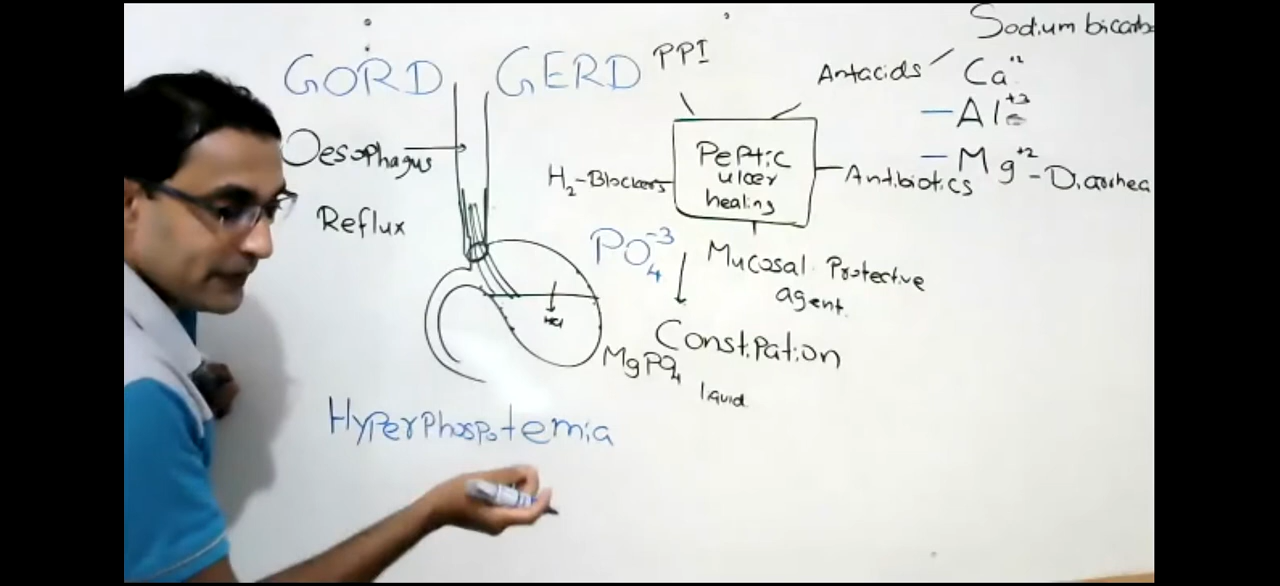 Sodium bicarb
GORD GERD PPI
Antacids Ca+2
Al+3
Mg+2 - Diarrhea
Oesophagus
Peptic
ulcer
healing
H2-Blockers
Antibiotics
Reflux
PO4-3
Mucosal Protective
agent.
Constipation
MgPO4
liquid
HCl
HyperPhospotemia